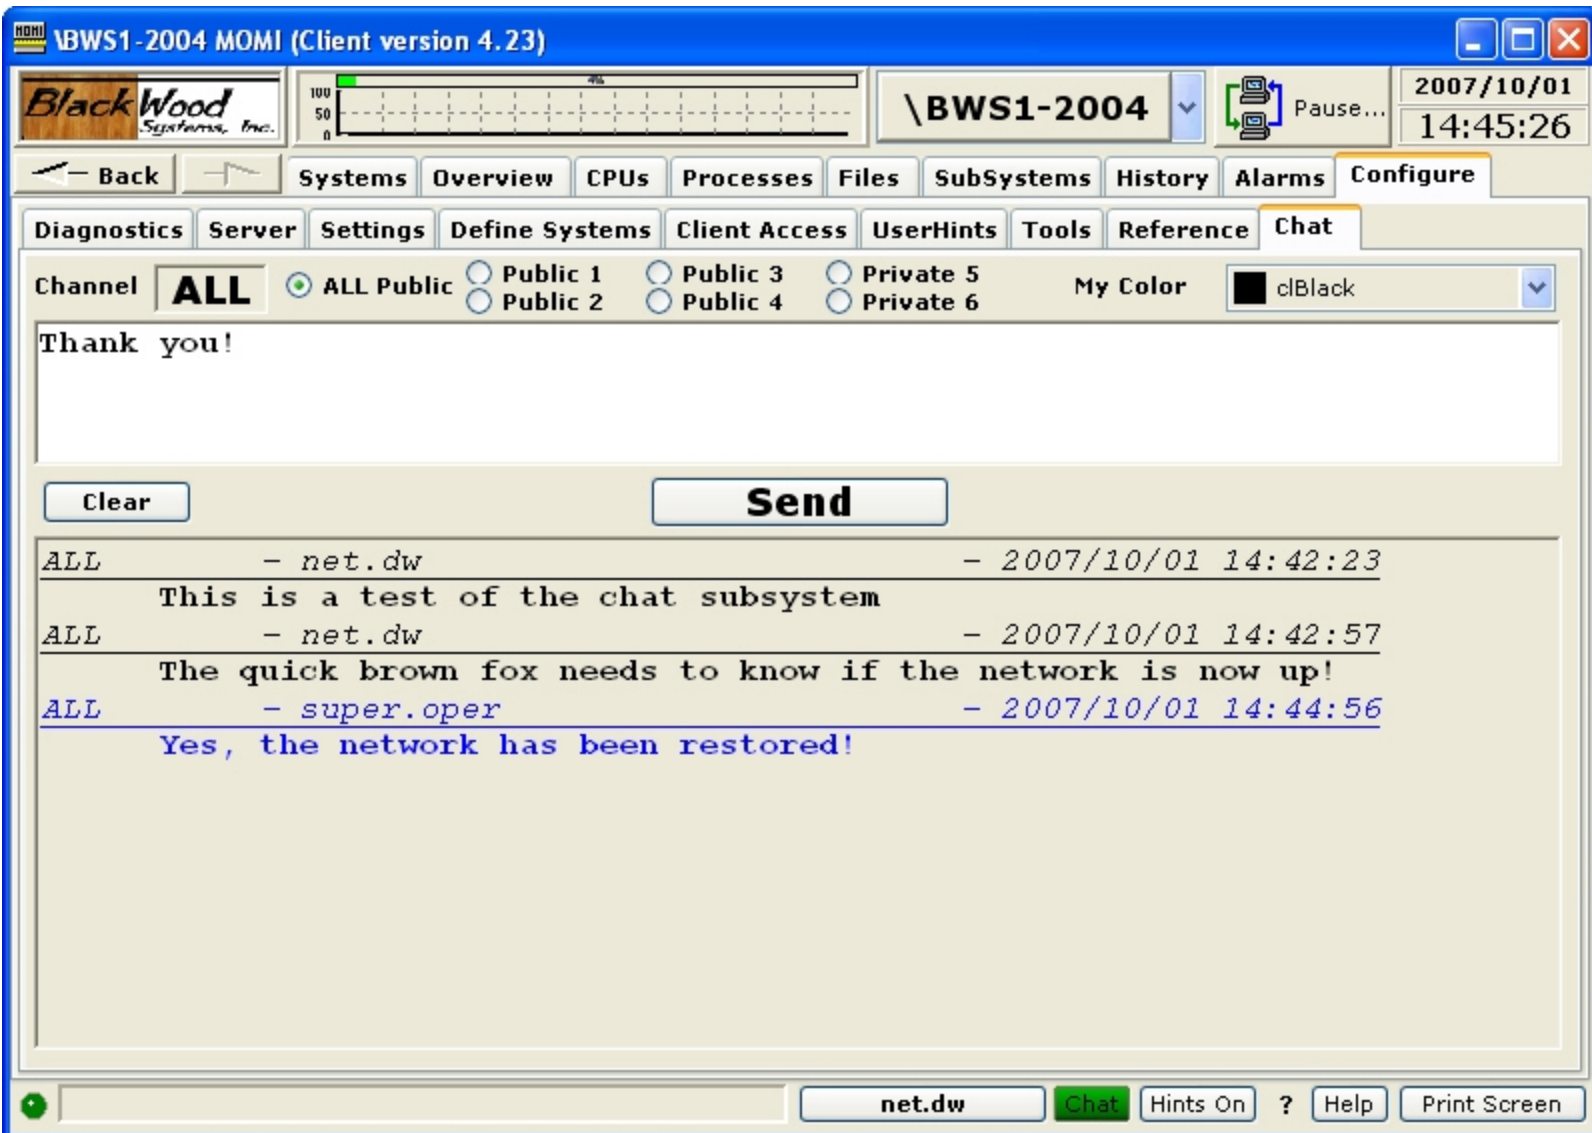 MOMI \BWS1-2004 MOMI (Client version 4.23)
BlackWood Systems, Inc.
4%
100
50
0
\BWS1-2004
Pause...
2007/10/01
14:45:26
Back Systems Overview CPUs Processes Files SubSystems History Alarms Configure
Diagnostics Server Settings Define Systems Client Access UserHints Tools Reference Chat
Channel ALL ALL Public Public 1 Public 3 Private 5 My Color clBlack
Public 2 Public 4 Private 6
Thank you!
Clear Send
ALL - net.dw - 2007/10/01 14:42:23
This is a test of the chat subsystem
ALL - net.dw - 2007/10/01 14:42:57
The quick brown fox needs to know if the network is now up!
ALL - super.oper - 2007/10/01 14:44:56
Yes, the network has been restored!
net.dw Chat Hints On ? Help Print Screen